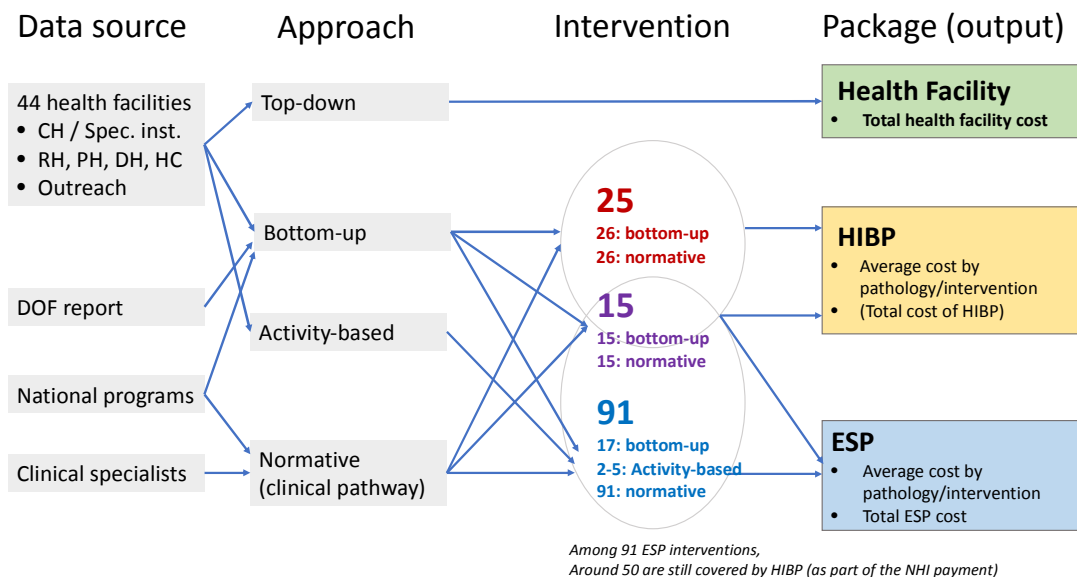 Data source
Approach
Intervention
Package (output)
44 health facilities
• CH / Spec. inst.
• RH, PH, DH, HC
• Outreach
DOF report
National programs
Clinical specialists
Top-down
Bottom-up
Activity-based
Normative
(clinical pathway)
25
26: bottom-up
26: normative
15
15: bottom-up
15: normative
91
17: bottom-up
2-5: Activity-based
91: normative
Health Facility
• Total health facility cost
HIBP
• Average cost by
pathology/intervention
• (Total cost of HIBP)
ESP
• Average cost by
pathology/intervention
• Total ESP cost
Among 91 ESP interventions,
Around 50 are still covered by HIBP (as part of the NHI payment)